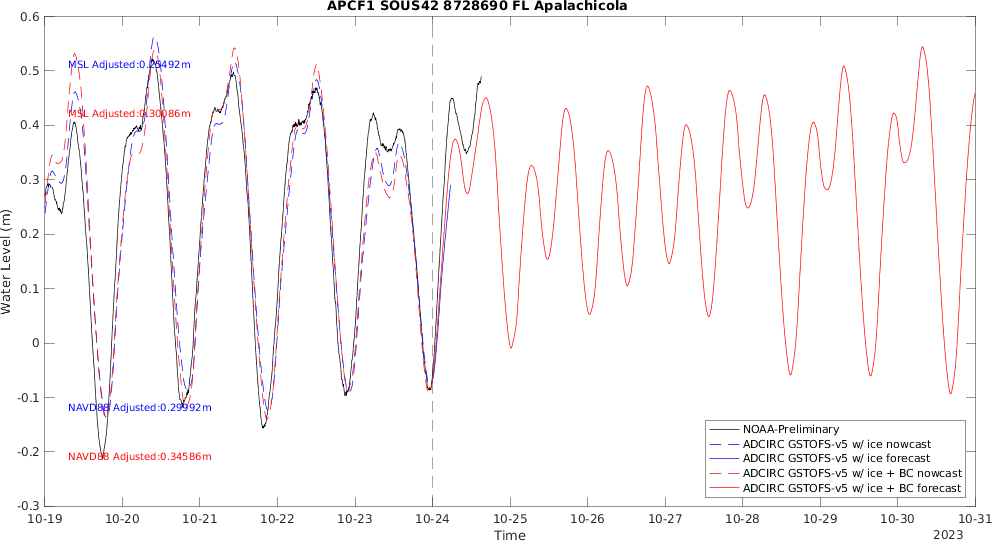 APCF1 SOUS42 8728690 FL Apalachicola
0.6
0.5
0.4
0.3
0.2
0.1
0
-0.1
-0.2
-0.3
Water Level (m)
MSL Adjusted:0.25492m
MSL Adjusted:0.30086m
NAVD88 Adjusted:0.29992m
NAVD88 Adjusted:0.34586m
NOAA-Preliminary
ADCIRC GSTOFS-v5 w/ ice nowcast
ADCIRC GSTOFS-v5 w/ ice forecast
ADCIRC GSTOFS-v5 w/ ice + BC nowcast
ADCIRC GSTOFS-v5 w/ ice + BC forecast
10-19 10-20 10-21 10-22 10-23 10-24 10-25 10-26 10-27 10-28 10-29 10-30 10-31
Time
2023